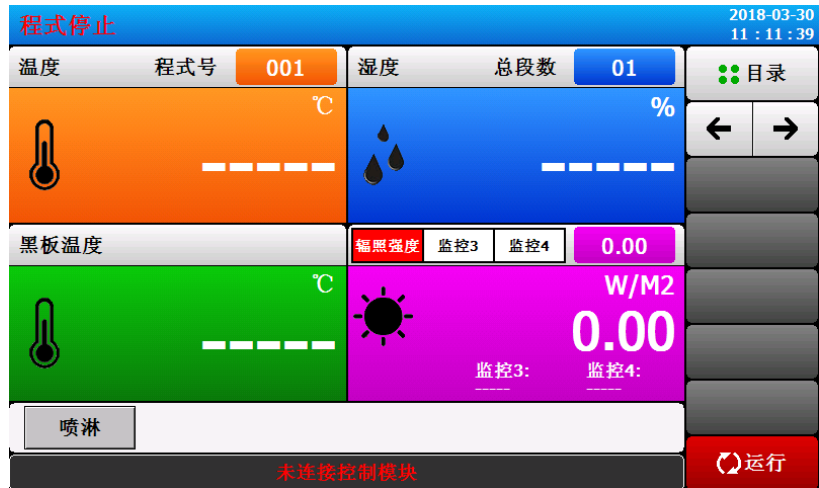 程式停止
2018-03-30
11 : 11 : 39
温度 程式号 001
湿度 总段数 01
目录
℃
-----
%
-----
← →
黑板温度
辐照强度 监控3 监控4 0.00
℃
-----
W/M2
0.00
监控3: 监控4:
----- -----
喷淋
未连接控制模块
运行